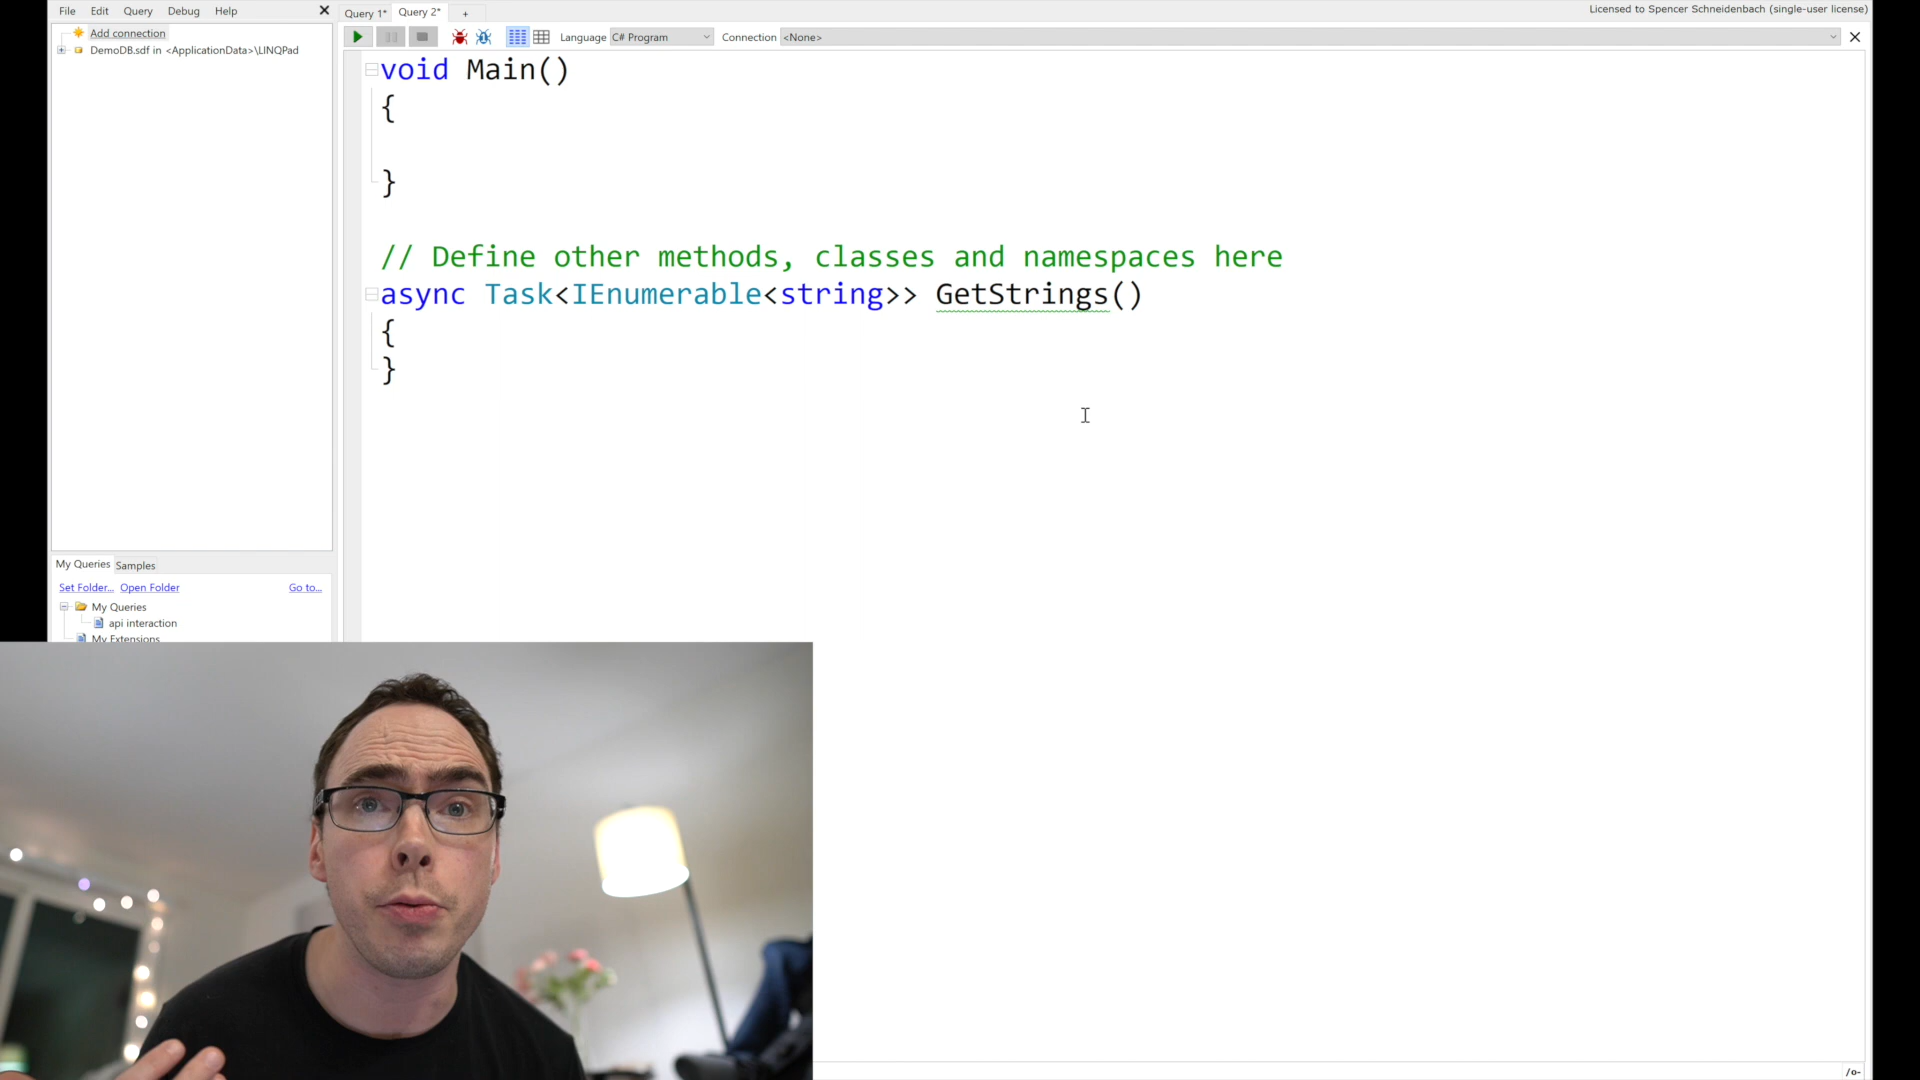 File Edit Query Debug Help
Query 1* Query 2* +
Licensed to Spencer Schneidenbach (single-user license)
Add connection
DemoDB.sdf in <ApplicationData>\LINQPad
Language C# Program Connection <None>
void Main()
{
}
// Define other methods, classes and namespaces here
async Task<IEnumerable<string>> GetStrings()
{
}
My Queries Samples
Set Folder... Open Folder Go to...
My Queries
api interaction
My Extensions
/o-